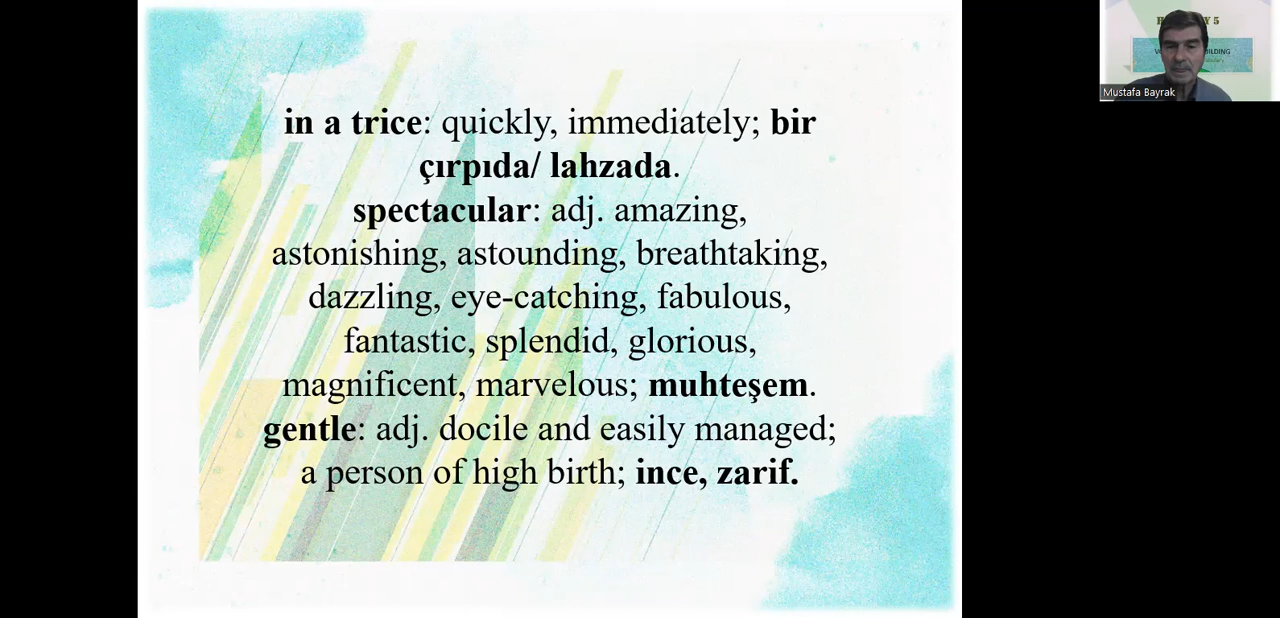 in a trice: quickly, immediately; bir
çırpıda/ lahzada.
spectacular: adj. amazing,
astonishing, astounding, breathtaking,
dazzling, eye-catching, fabulous,
fantastic, splendid, glorious,
magnificent, marvelous; muhteşem.
gentle: adj. docile and easily managed;
a person of high birth; ince, zarif.
Mustafa Bayrak